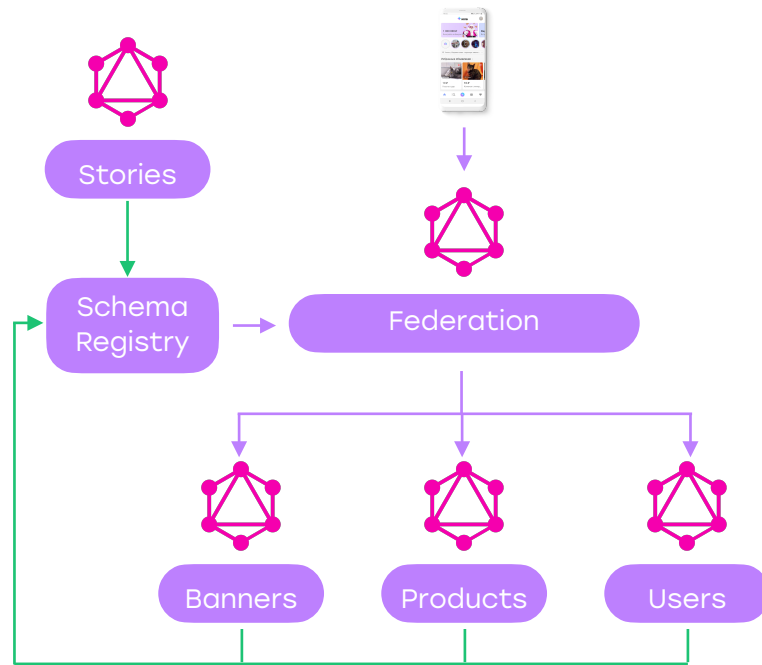 Stories
Schema
Registry
Federation
Banners
Products
Users